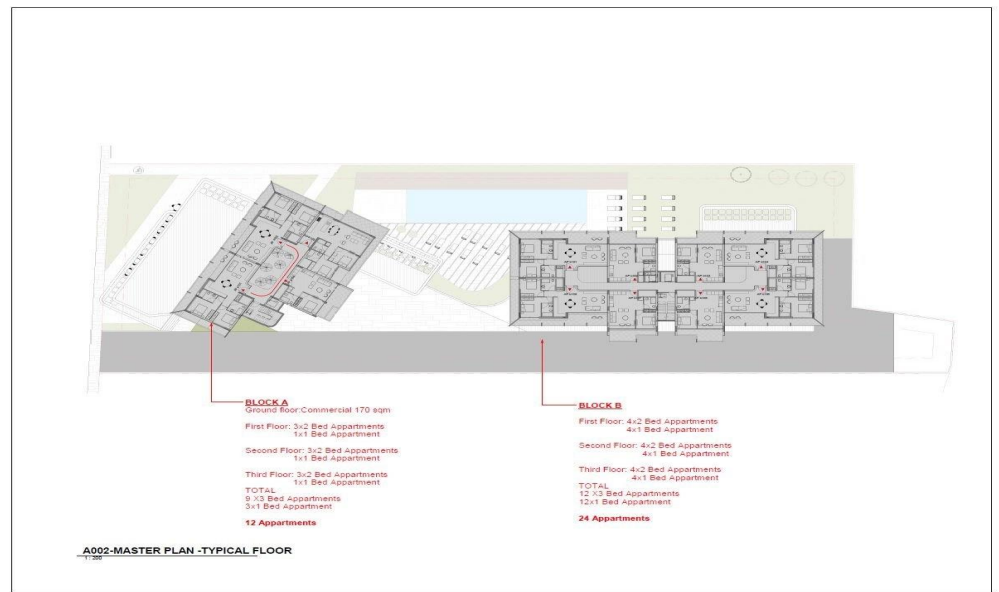 BLOCK A
Ground floor:Commercial 170 sqm
First Floor: 3x2 Bed Appartments
1x1 Bed Appartment
Second Floor: 3x2 Bed Appartments
1x1 Bed Appartment
Third Floor: 3x2 Bed Appartments
1x1 Bed Appartment
TOTAL
9 X3 Bed Appartments
3x1 Bed Appartment
12 Appartments
BLOCK B
First Floor: 4x2 Bed Appartments
4x1 Bed Appartment
Second Floor: 4x2 Bed Appartments
4x1 Bed Appartment
Third Floor: 4x2 Bed Appartments
4x1 Bed Appartment
TOTAL
12 X3 Bed Appartments
12x1 Bed Appartment
24 Appartments
A002-MASTER PLAN -TYPICAL FLOOR
1 : 200